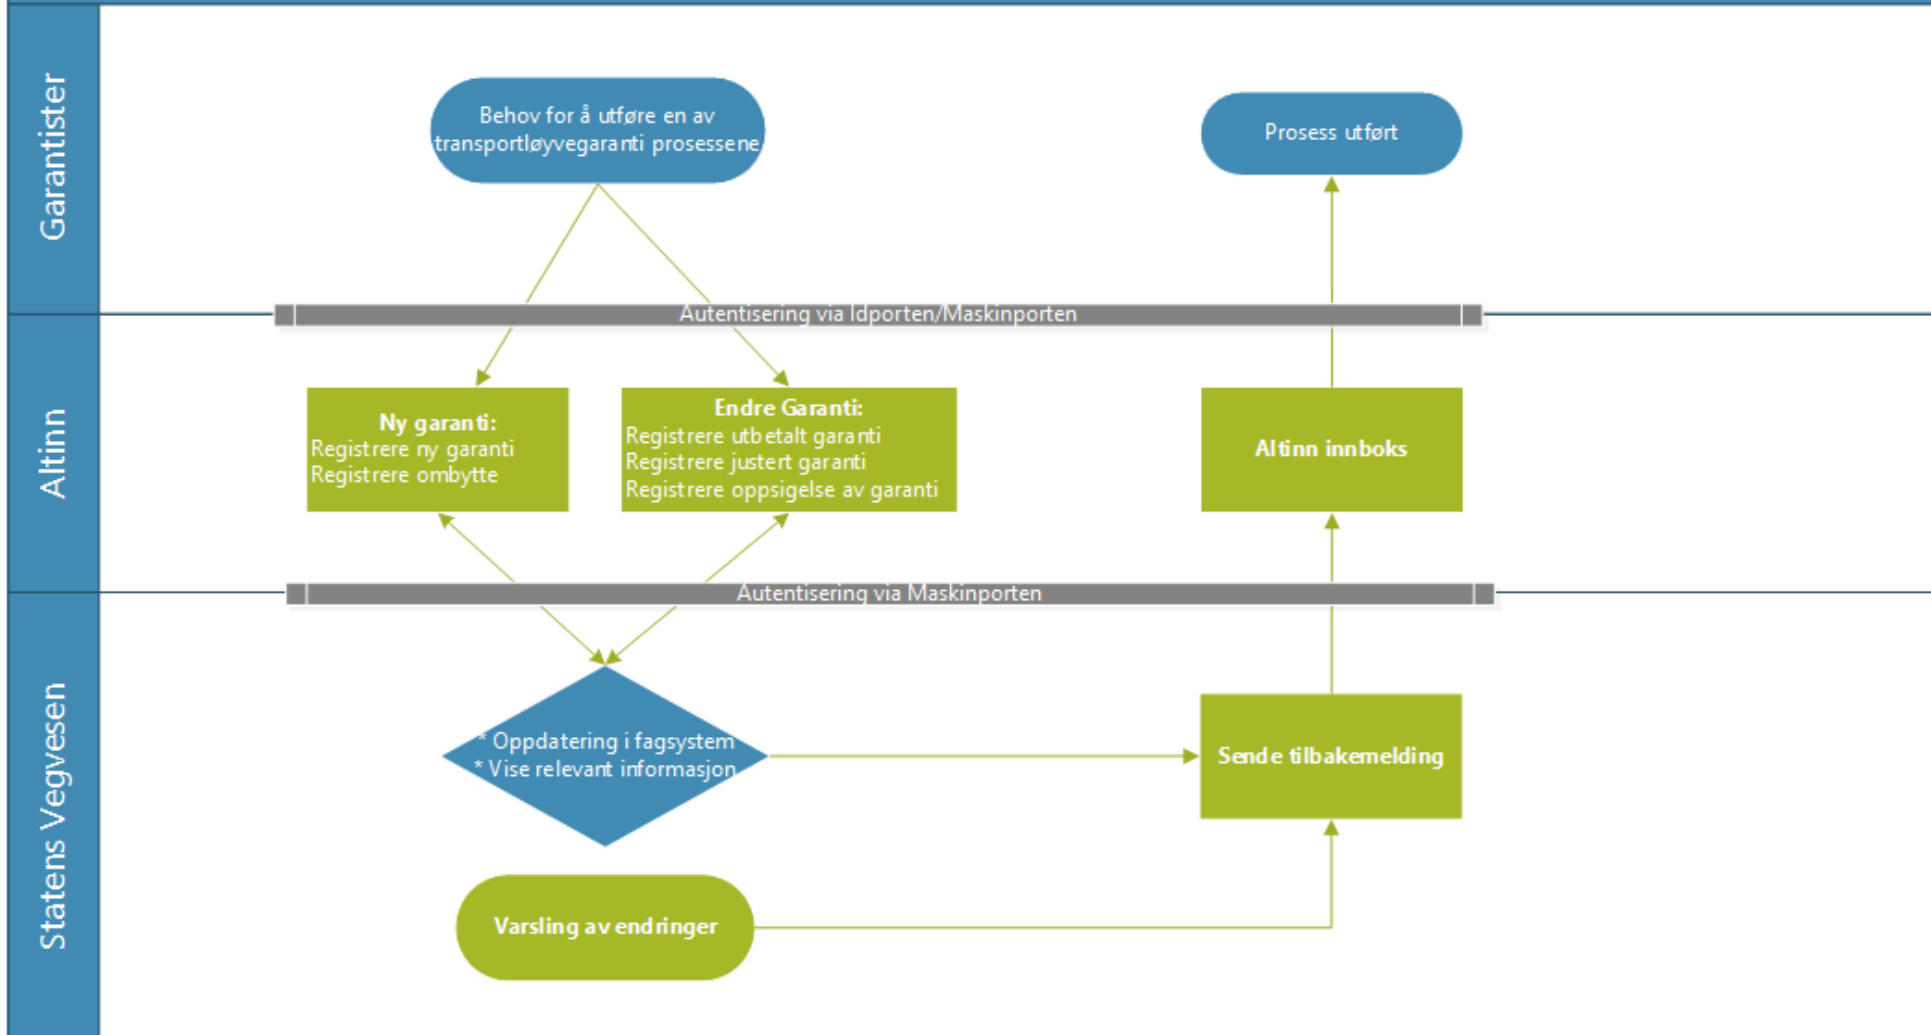 Garantister
Behov for å utføre en av
transportløyvegaranti prosessene
Prosess utført
Autentisering via Idporten/Maskinporten
Altinn
Ny garanti:
Registrere ny garanti
Registrere ombytte
Endre Garanti:
Registrere utbetalt garanti
Registrere justert garanti
Registrere oppsigelse av garanti
Altinn innboks
Autentisering via Maskinporten
Statens Vegvesen
* Oppdatering i fagsystem
* Vise relevant informasjon
Sende tilbakemelding
Varsling av endringer